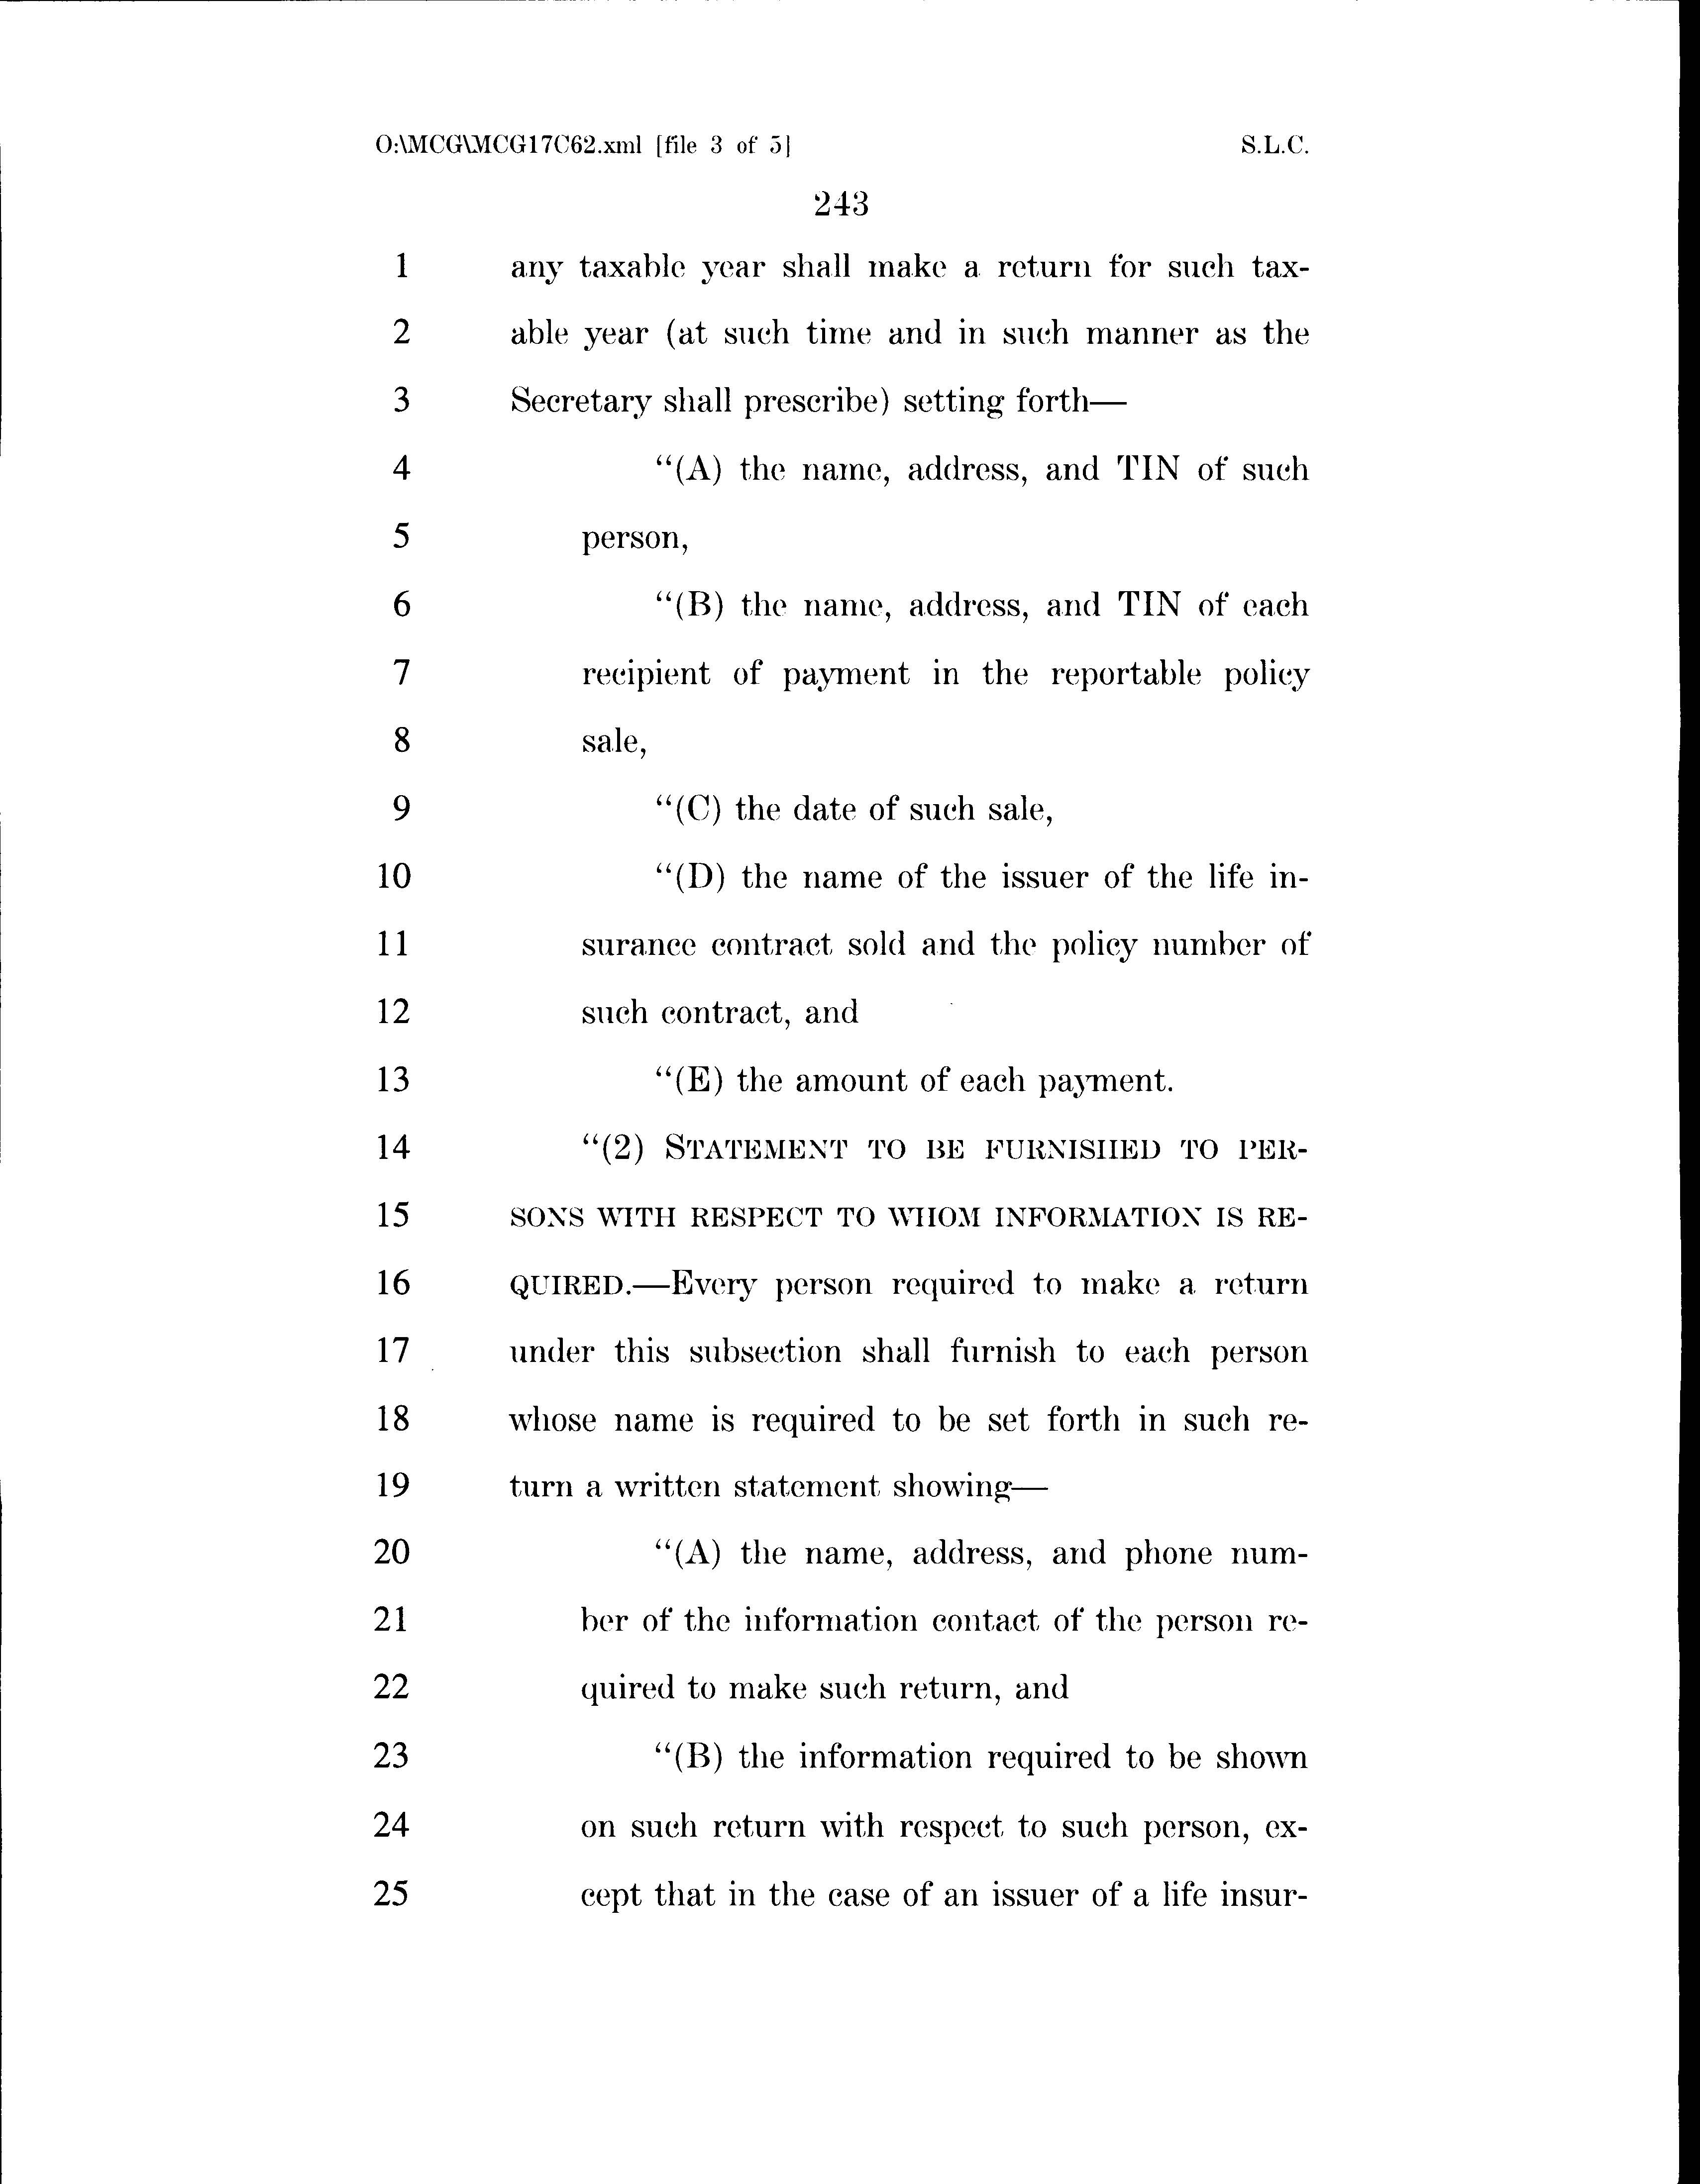 O:\MCG\MCG17C62.xml [file 3 of 5] S.L.C.
243
1 any taxable year shall make a return for such tax-
2 able year (at such time and in such manner as the
3 Secretary shall prescribe) setting forth—
4 “(A) the name, address, and TIN of such
5 person,
6 “(B) the name, address, and TIN of each
7 recipient of payment in the reportable policy
8 sale,
9 “(C) the date of such sale,
10 “(D) the name of the issuer of the life in-
11 surance contract sold and the policy number of
12 such contract, and
13 “(E) the amount of each payment.
14 “(2) STATEMENT TO BE FURNISHED TO PER-
15 SONS WITH RESPECT TO WHOM INFORMATION IS RE-
16 QUIRED.—Every person required to make a return
17 under this subsection shall furnish to each person
18 whose name is required to be set forth in such re-
19 turn a written statement showing—
20 “(A) the name, address, and phone num-
21 ber of the information contact of the person re-
22 quired to make such return, and
23 “(B) the information required to be shown
24 on such return with respect to such person, ex-
25 cept that in the case of an issuer of a life insur-